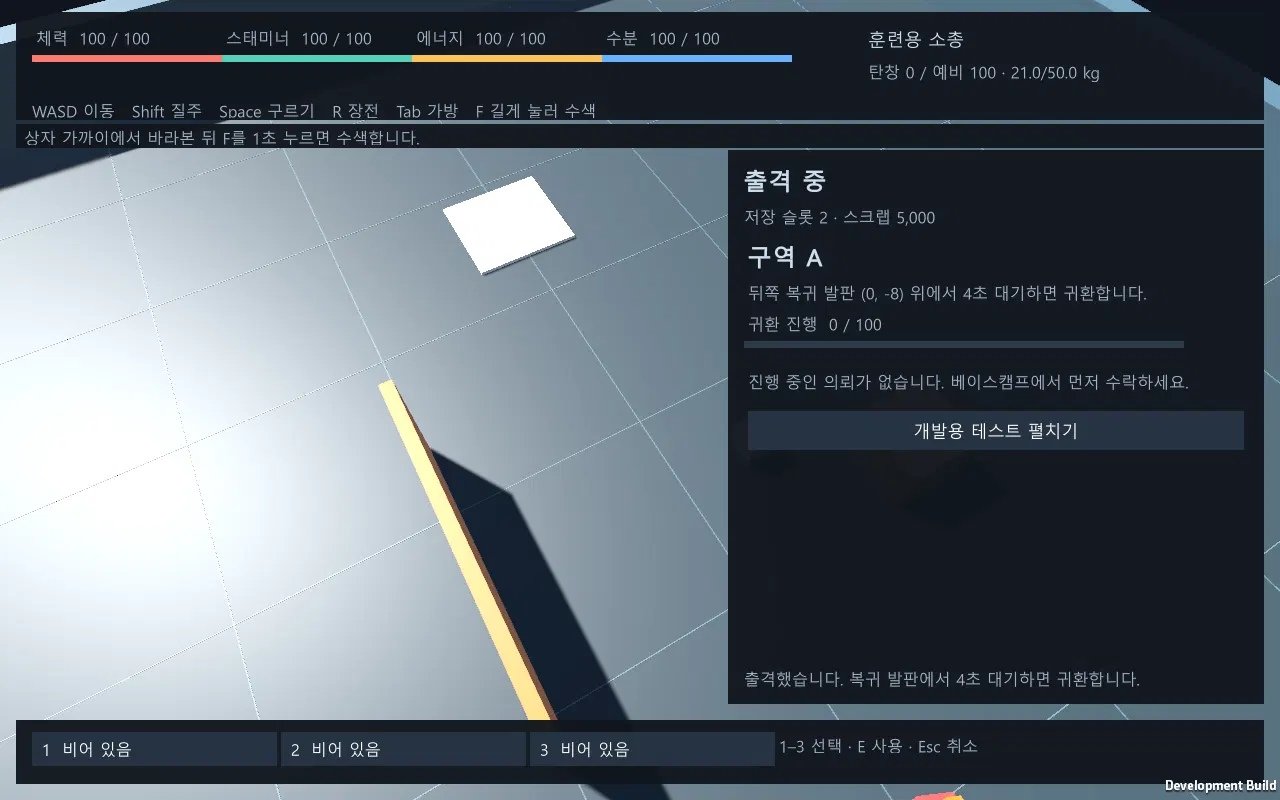 체력 100 / 100 스태미너 100 / 100 에너지 100 / 100 수분 100 / 100
훈련용 소총
탄창 0 / 예비 100 · 21.0/50.0 kg
WASD 이동 Shift 질주 Space 구르기 R 장전 Tab 가방 F 길게 눌러 수색
상자 가까이에서 바라본 뒤 F를 1초 누르면 수색합니다.
출격 중
저장 슬롯 2 · 스크랩 5,000
구역 A
뒤쪽 복귀 발판 (0, -8) 위에서 4초 대기하면 귀환합니다.
귀환 진행 0 / 100
진행 중인 의뢰가 없습니다. 베이스캠프에서 먼저 수락하세요.
개발용 테스트 펼치기
출격했습니다. 복귀 발판에서 4초 대기하면 귀환합니다.
1 비어 있음 2 비어 있음 3 비어 있음 1–3 선택 · E 사용 · Esc 취소
Development Build